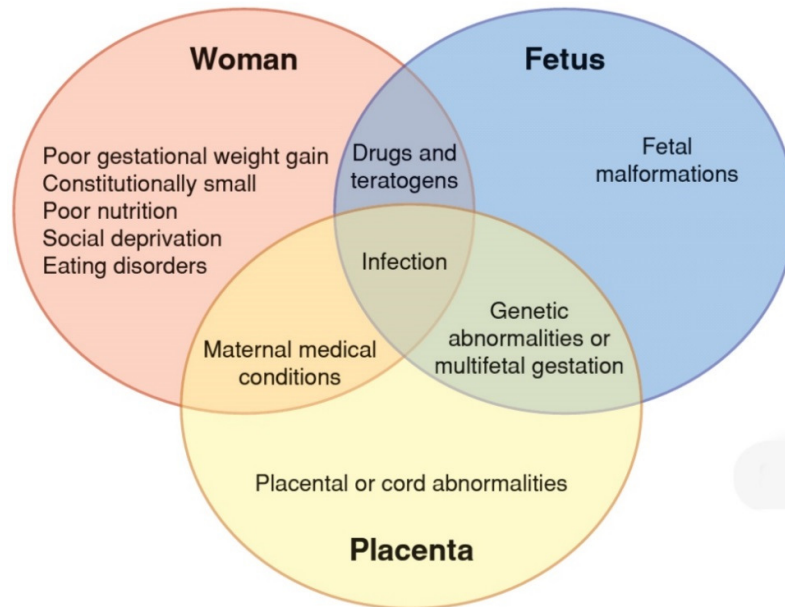 Woman
Fetus
Poor gestational weight gain
Constitutionally small
Poor nutrition
Social deprivation
Eating disorders
Drugs and
teratogens
Fetal
malformations
Infection
Maternal medical
conditions
Genetic
abnormalities or
multifetal gestation
Placental or cord abnormalities
Placenta